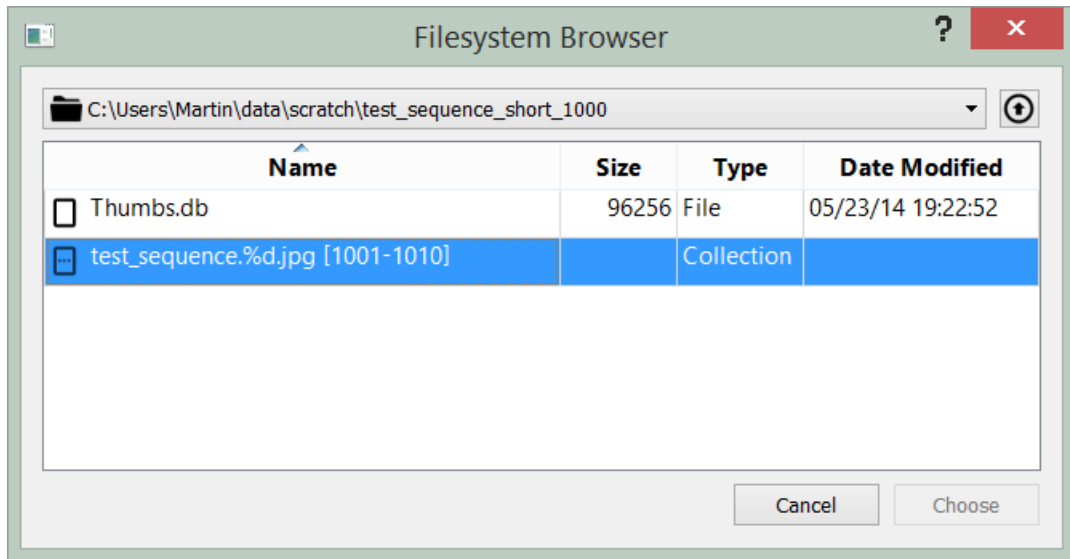 Filesystem Browser ? x
C:\Users\Martin\data\scratch\test_sequence_short_1000
Name Size Type Date Modified
Thumbs.db 96256 File 05/23/14 19:22:52
test_sequence.%d.jpg [1001-1010] Collection
Cancel Choose